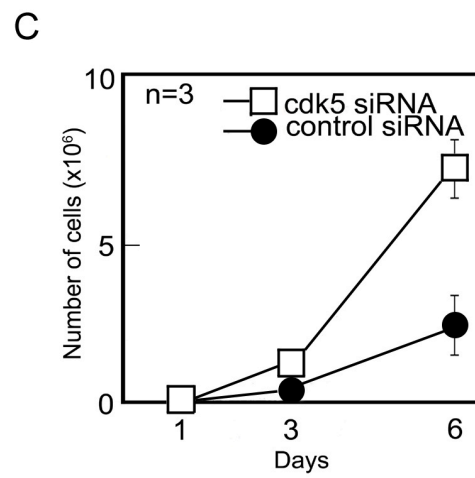 C
10
n=3
cdk5 siRNA
control siRNA
Number of cells (x10⁶)
5
0
1 3 6
Days